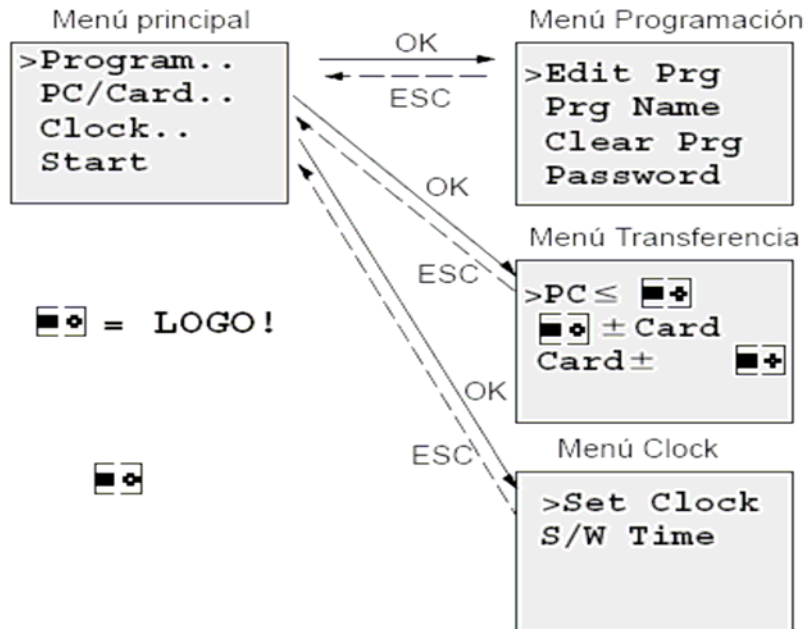 Menú principal
>Program..
PC/Card..
Clock..
Start
OK
ESC
Menú Programación
>Edit Prg
Prg Name
Clear Prg
Password
OK
ESC
Menú Transferencia
>PC≤
±Card
Card±
= LOGO!
OK
ESC
Menú Clock
>Set Clock
S/W Time